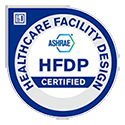 HEALTHCARE FACILITY DESIGN
ASHRAE
HFDP
CERTIFIED